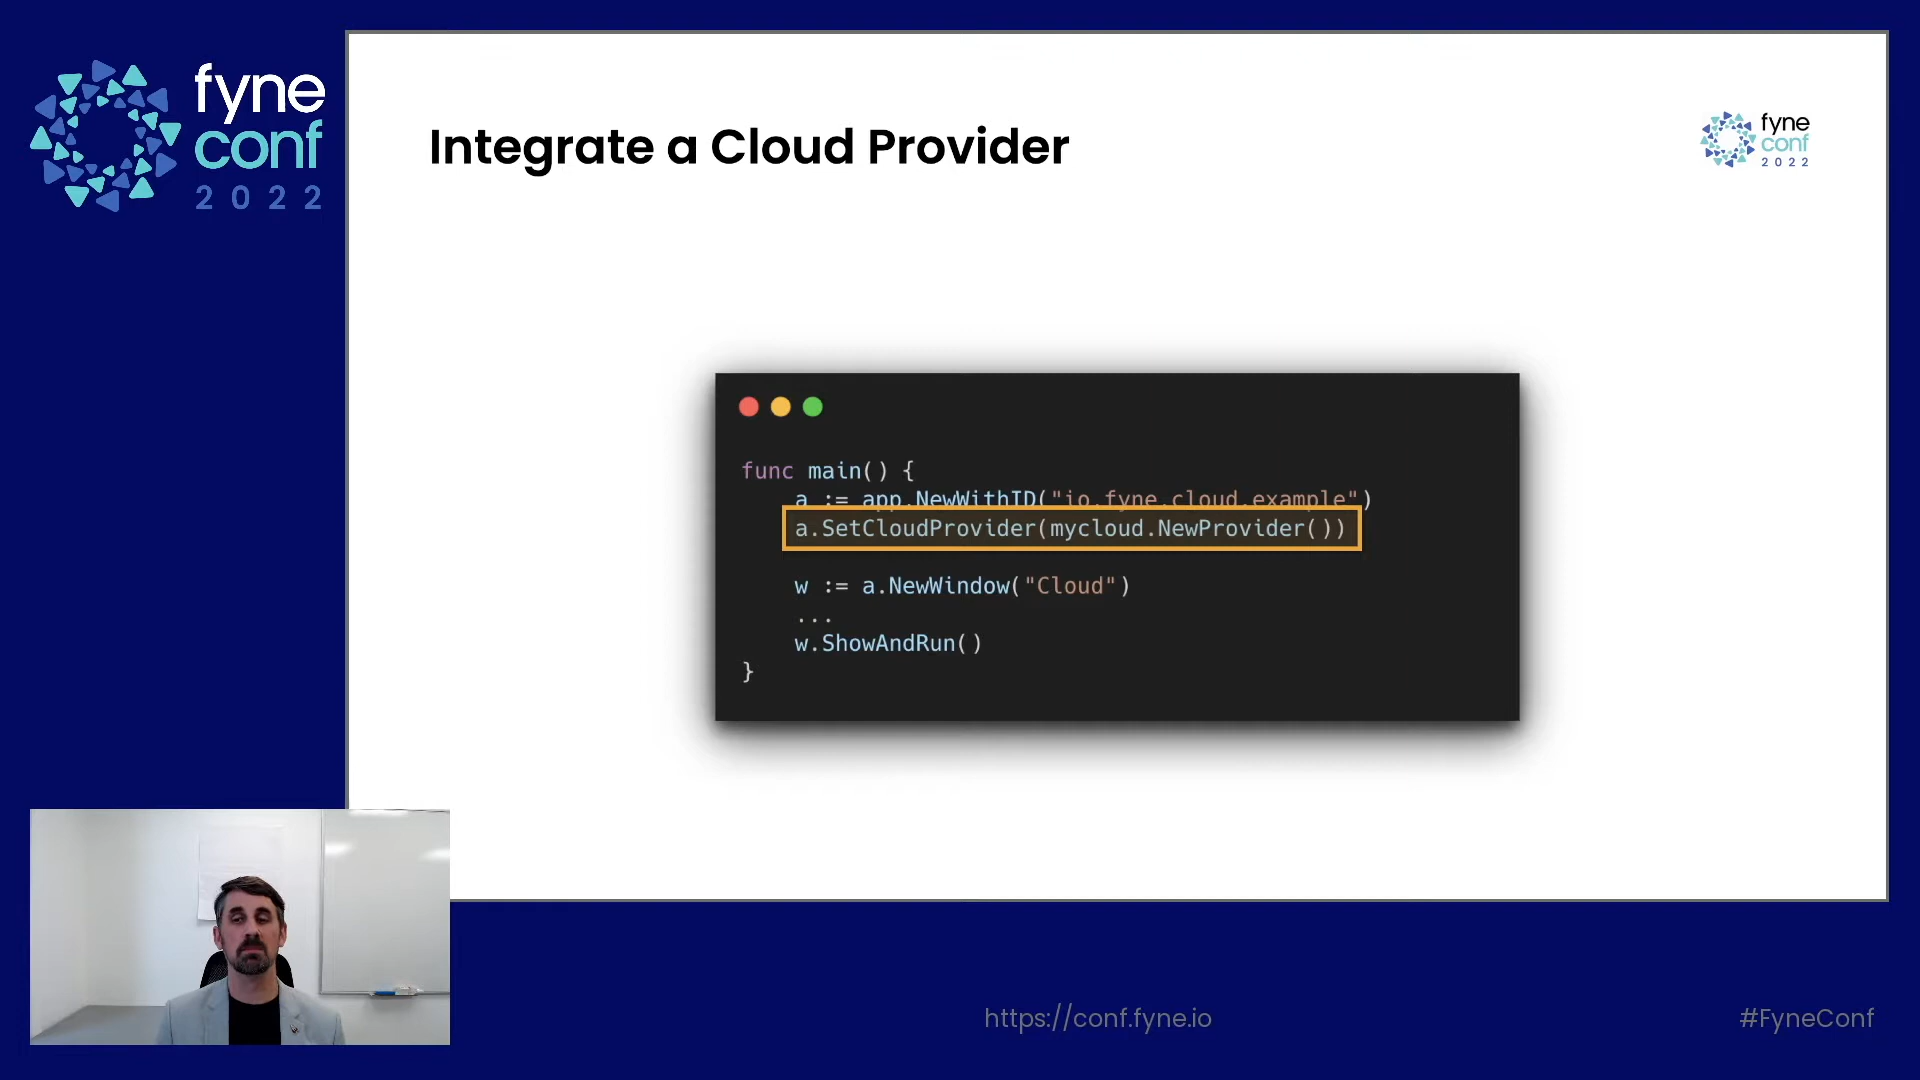 fyne
conf
2022
Integrate a Cloud Provider
fyne
conf
2022
func main() {
    a := app.NewWithID("io.fyne.cloud.example")
    a.SetCloudProvider(mycloud.NewProvider())
    w := a.NewWindow("Cloud")
    ...
    w.ShowAndRun()
}
https://conf.fyne.io
#FyneConf